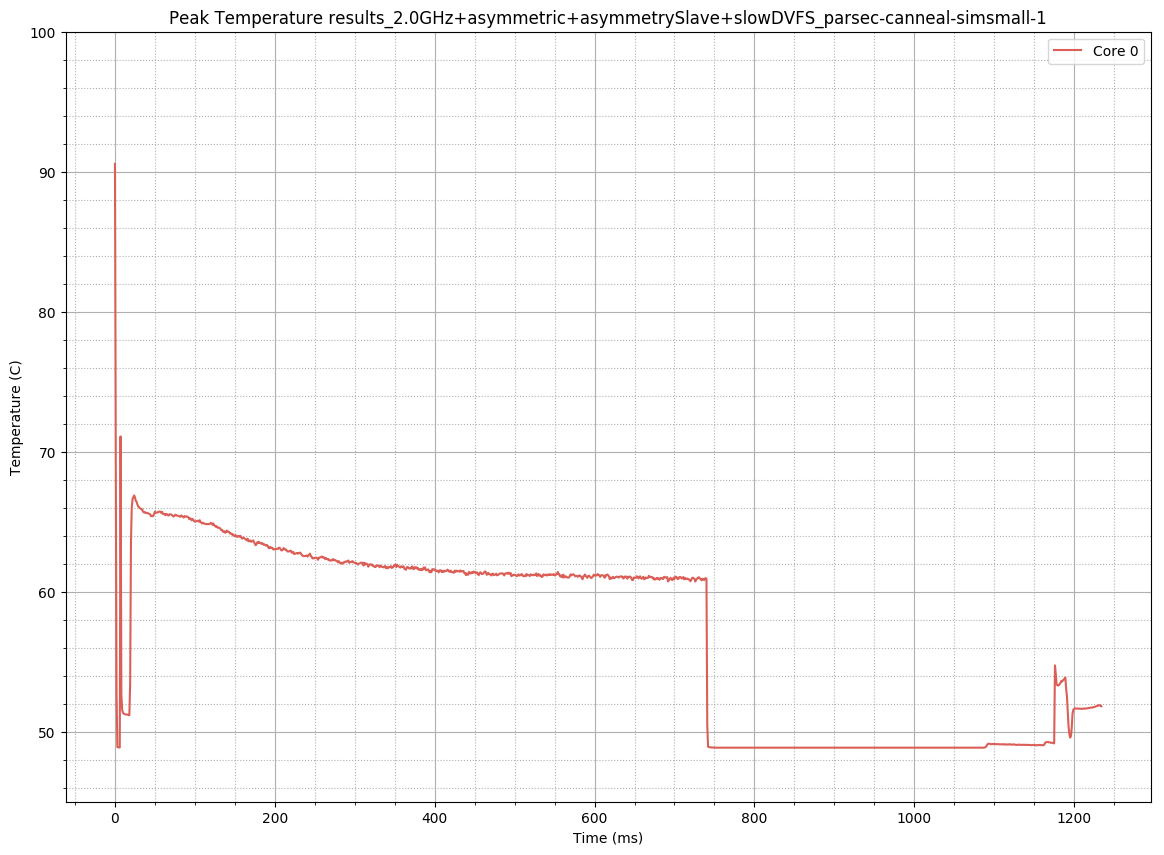 Peak Temperature results_2.0GHz+asymmetric+asymmetrySlave+slowDVFS_parsec-canneal-simsmall-1
Core 0
100
90
80
70
60
50
Temperature (C)
0 200 400 600 800 1000 1200
Time (ms)